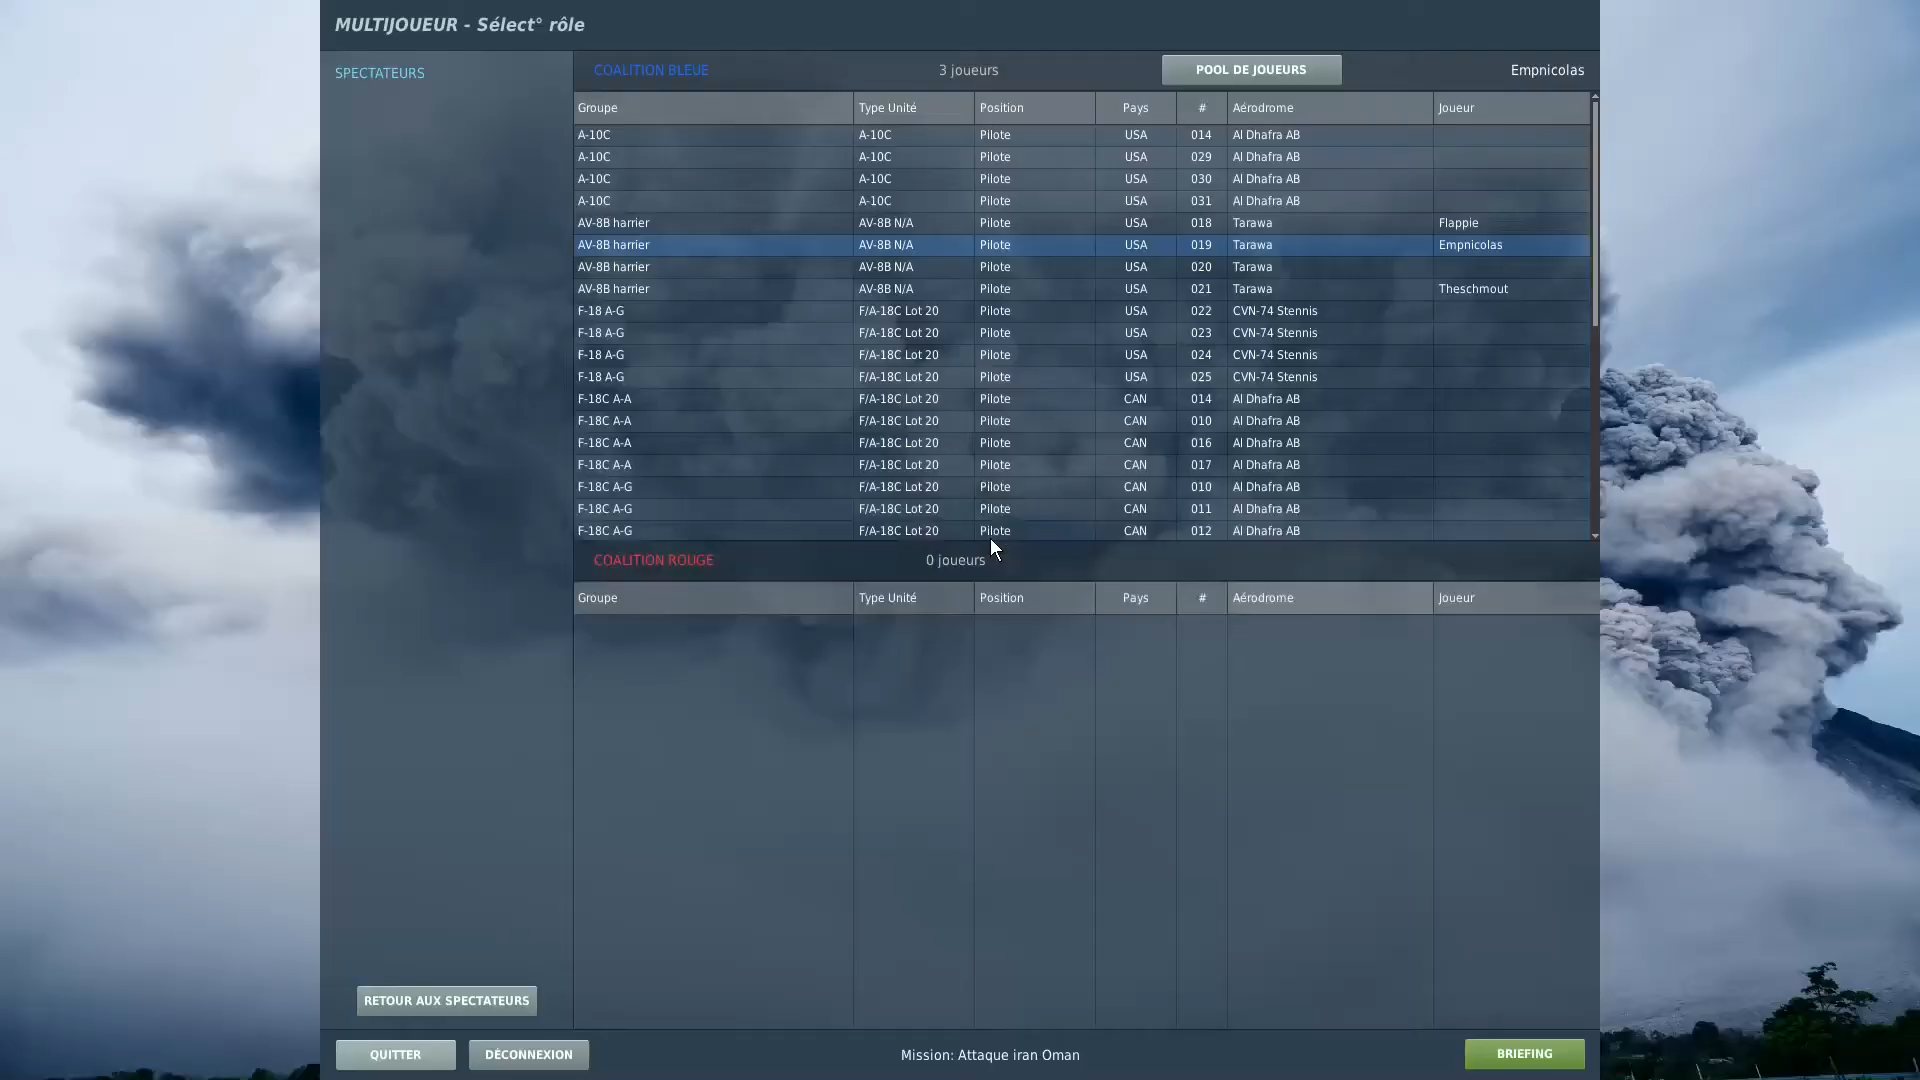 MULTIJOUEUR - Sélect° rôle
SPECTATEURS
COALITION BLEUE 3 joueurs POOL DE JOUEURS Empnicolas
Groupe Type Unité Position Pays # Aérodrome Joueur
A-10C A-10C Pilote USA 014 Al Dhafra AB
A-10C A-10C Pilote USA 029 Al Dhafra AB
A-10C A-10C Pilote USA 030 Al Dhafra AB
A-10C A-10C Pilote USA 031 Al Dhafra AB
AV-8B harrier AV-8B N/A Pilote USA 018 Tarawa Flappie
AV-8B harrier AV-8B N/A Pilote USA 019 Tarawa Empnicolas
AV-8B harrier AV-8B N/A Pilote USA 020 Tarawa
AV-8B harrier AV-8B N/A Pilote USA 021 Tarawa Theschmout
F-18 A-G F/A-18C Lot 20 Pilote USA 022 CVN-74 Stennis
F-18 A-G F/A-18C Lot 20 Pilote USA 023 CVN-74 Stennis
F-18 A-G F/A-18C Lot 20 Pilote USA 024 CVN-74 Stennis
F-18 A-G F/A-18C Lot 20 Pilote USA 025 CVN-74 Stennis
F-18C A-A F/A-18C Lot 20 Pilote CAN 014 Al Dhafra AB
F-18C A-A F/A-18C Lot 20 Pilote CAN 010 Al Dhafra AB
F-18C A-A F/A-18C Lot 20 Pilote CAN 016 Al Dhafra AB
F-18C A-A F/A-18C Lot 20 Pilote CAN 017 Al Dhafra AB
F-18C A-G F/A-18C Lot 20 Pilote CAN 010 Al Dhafra AB
F-18C A-G F/A-18C Lot 20 Pilote CAN 011 Al Dhafra AB
F-18C A-G F/A-18C Lot 20 Pilote CAN 012 Al Dhafra AB
COALITION ROUGE 0 joueurs
Groupe Type Unité Position Pays # Aérodrome Joueur
RETOUR AUX SPECTATEURS
QUITTER DÉCONNEXION Mission: Attaque iran Oman BRIEFING